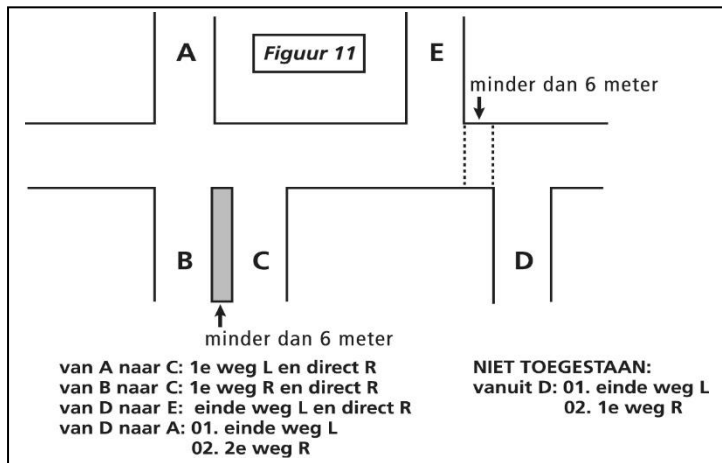 A
Figuur 11
E
minder dan 6 meter
B
C
D
minder dan 6 meter
van A naar C: 1e weg L en direct R
van B naar C: 1e weg R en direct R
van D naar E: einde weg L en direct R
van D naar A: 01. einde weg L
02. 2e weg R
NIET TOEGESTAAN:
vanuit D: 01. einde weg L
02. 1e weg R